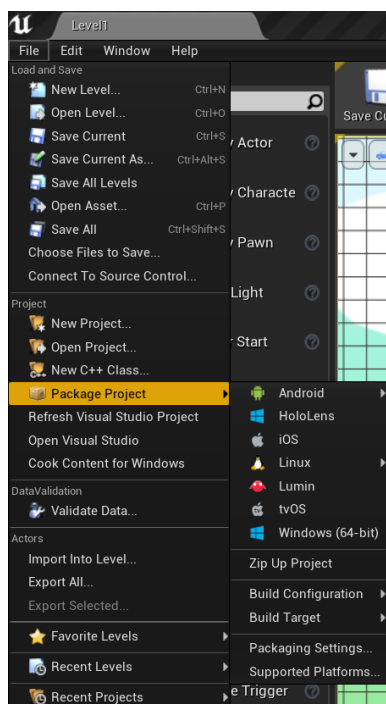 Level1
File Edit Window Help
Load and Save
New Level... Ctrl+N
Open Level... Ctrl+O
Save Current Ctrl+S
Save Current As... Ctrl+Alt+S
Save All Levels
Open Asset... Ctrl+P
Save All Ctrl+Shift+S
Choose Files to Save...
Connect To Source Control...
Project
New Project...
Open Project...
New C++ Class...
Package Project
Refresh Visual Studio Project
Open Visual Studio
Cook Content for Windows
DataValidation
Validate Data...
Actors
Import Into Level...
Export All...
Export Selected...
Favorite Levels
Recent Levels
Recent Projects
Save Cu
y Actor
y Characte
y Pawn
Light
r Start
Android
HoloLens
iOS
Linux
Lumin
tvOS
Windows (64-bit)
Zip Up Project
Build Configuration
Build Target
Packaging Settings...
Supported Platforms...
e Trigger